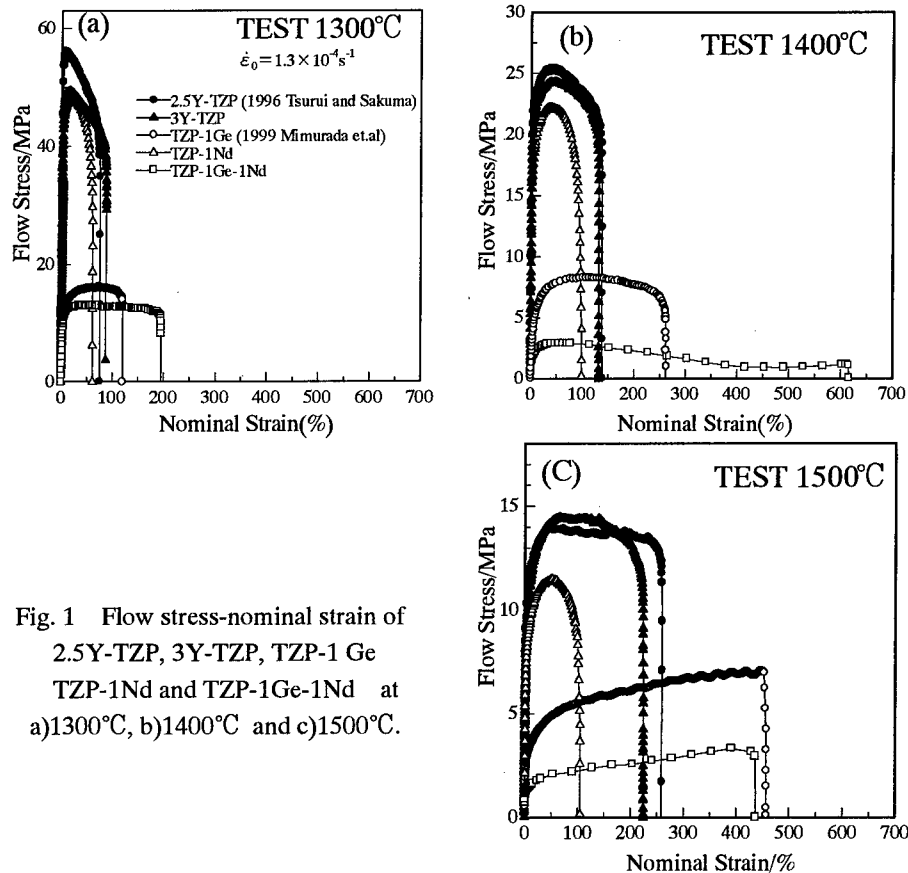 (a)
TEST 1300℃
ε̇₀=1.3×10⁻⁴s⁻¹
2.5Y-TZP (1996 Tsurui and Sakuma)
3Y-TZP
TZP-1Ge (1999 Mimurada et.al)
TZP-1Nd
TZP-1Ge-1Nd
Flow Stress/MPa
60
40
20
0
0 100 200 300 400 500 600 700
Nominal Strain(%)
(b)
TEST 1400℃
Flow Stress/MPa
30
25
20
15
10
5
0
0 100 200 300 400 500 600 700
Nominal Strain(%)
(C)
TEST 1500℃
Flow Stress/MPa
15
10
5
0
0 100 200 300 400 500 600 700
Nominal Strain/%
Fig. 1 Flow stress-nominal strain of
2.5Y-TZP, 3Y-TZP, TZP-1 Ge
TZP-1Nd and TZP-1Ge-1Nd at
a)1300℃, b)1400℃ and c)1500℃.